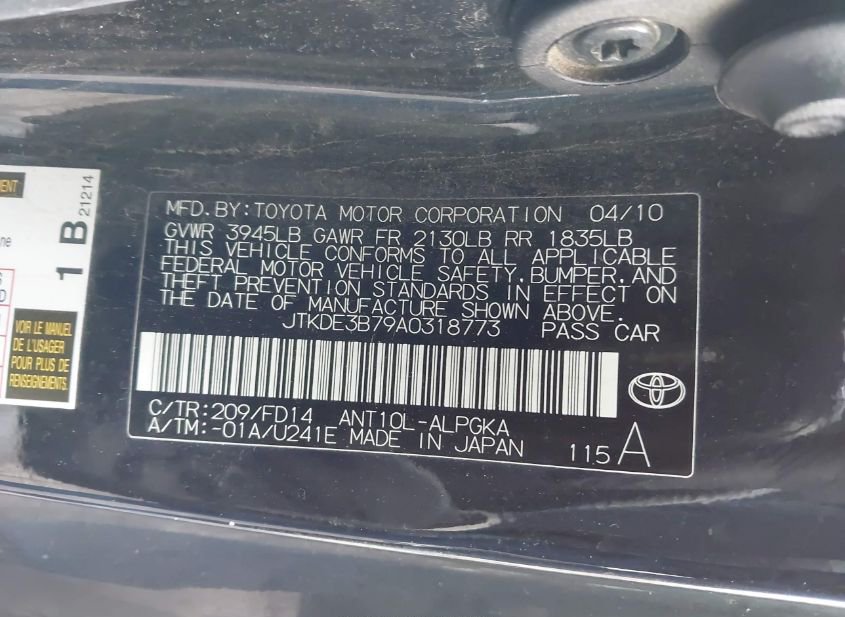 MENT
ne
S
D
1 B
21214
VOIR LE MANUEL
DE L'USAGER
POUR PLUS DE
RENSEIGNEMENTS.
MFD.BY:TOYOTA MOTOR CORPORATION 04/10
GVWR 3945LB GAWR FR 2130LB RR 1835LB
THIS VEHICLE CONFORMS TO ALL APPLICABLE
FEDERAL MOTOR VEHICLE SAFETY,BUMPER,AND
THEFT PREVENTION STANDARDS IN EFFECT ON
THE DATE OF MANUFACTURE SHOWN ABOVE.
JTKDE3B79A0318773 PASS CAR
C/TR:209/FD14 ANT10L-ALPGKA
A/TM:-01A/U241E MADE IN JAPAN
115 A